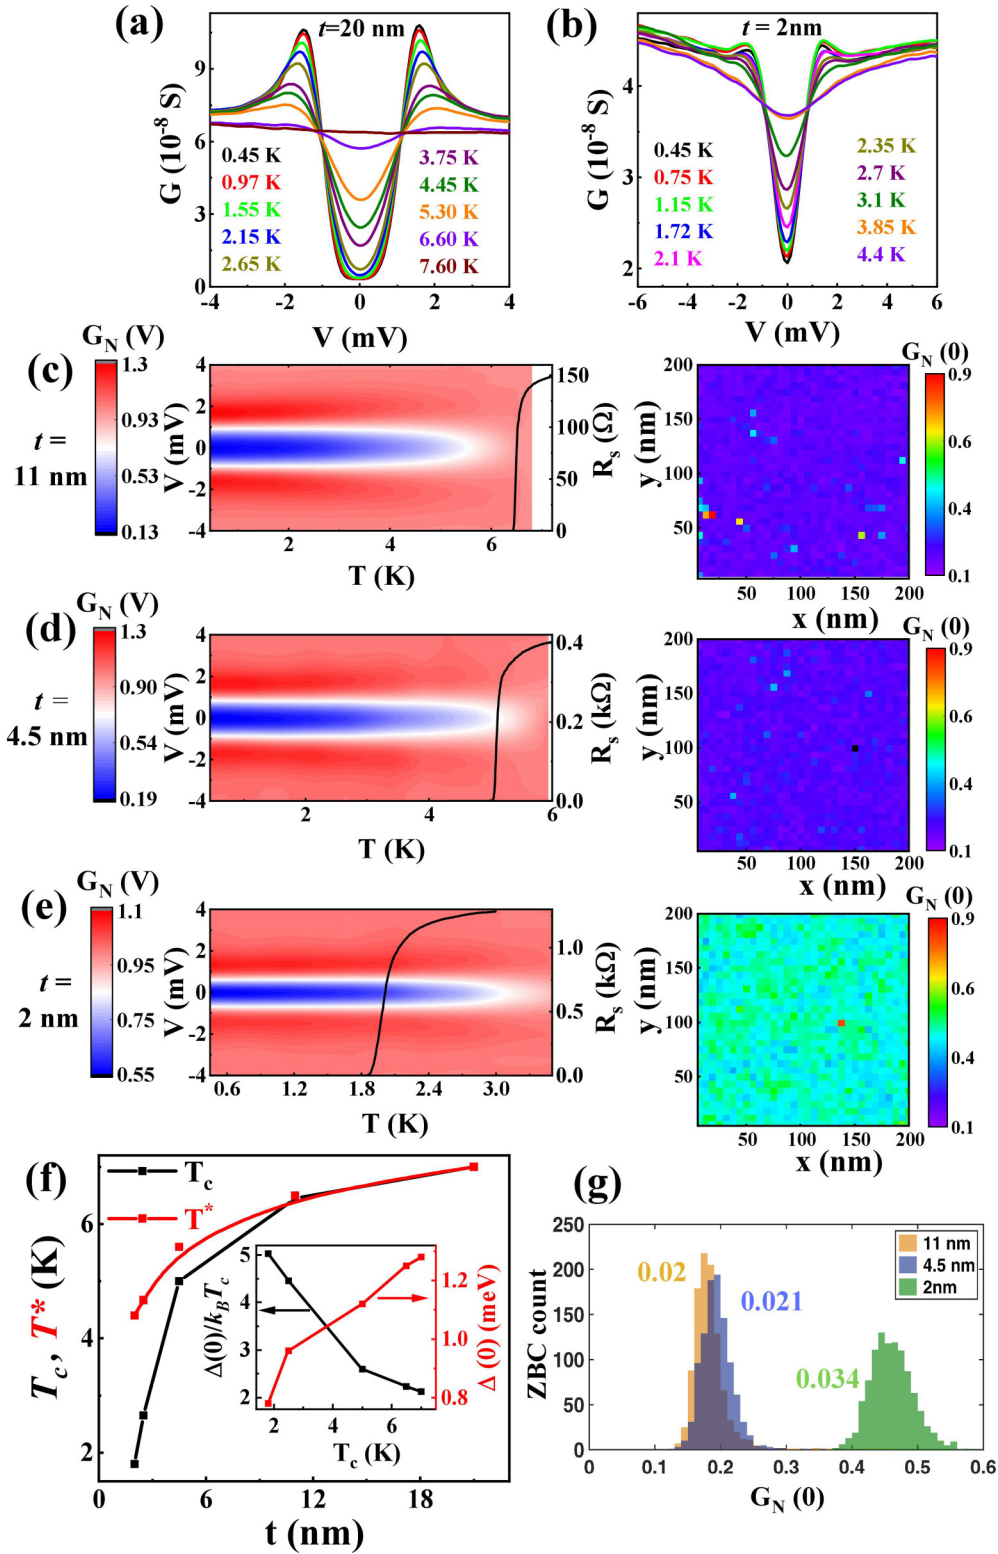 (a)
t=20 nm
G (10⁻⁸ S)
9
6
3
0
0.45 K
0.97 K
1.55 K
2.15 K
2.65 K
3.75 K
4.45 K
5.30 K
6.60 K
7.60 K
-4 -2 0 2 4
V (mV)
(b)
t = 2nm
G (10⁻⁸ S)
4
3
2
0.45 K
0.75 K
1.15 K
1.72 K
2.1 K
2.35 K
2.7 K
3.1 K
3.85 K
4.4 K
-6 -4 -2 0 2 4 6
V (mV)
(c)
t =
11 nm
G_N (V)
1.3
0.93
0.53
0.13
V (mV)
4
2
0
-2
-4
2 4 6
T (K)
150
100
50
0
R_s (Ω)
y (nm)
200
150
100
50
50 100 150 200
x (nm)
G_N (0)
0.9
0.6
0.4
0.1
(d)
t =
4.5 nm
G_N (V)
1.3
0.90
0.54
0.19
V (mV)
4
2
0
-2
-4
2 4 6
T (K)
0.4
0.2
0.0
R_s (kΩ)
y (nm)
200
150
100
50
50 100 150 200
x (nm)
G_N (0)
0.9
0.6
0.4
0.1
(e)
t =
2 nm
G_N (V)
1.1
0.95
0.75
0.55
V (mV)
4
2
0
-2
-4
0.6 1.2 1.8 2.4 3.0
T (K)
1.0
0.5
0.0
R_s (kΩ)
y (nm)
200
150
100
50
50 100 150 200
x (nm)
G_N (0)
0.9
0.6
0.4
0.1
(f)
T_c
T*
T_c, T* (K)
6
4
2
0 6 12 18
t (nm)
Δ(0)/k_BT_c
5
4
3
2
2 4 6
T_c (K)
1.2
1.0
0.8
Δ (0) (meV)
(g)
ZBC count
250
200
150
100
50
0
0.02
0.021
0.034
11 nm
4.5 nm
2nm
0 0.1 0.2 0.3 0.4 0.5 0.6
G_N (0)